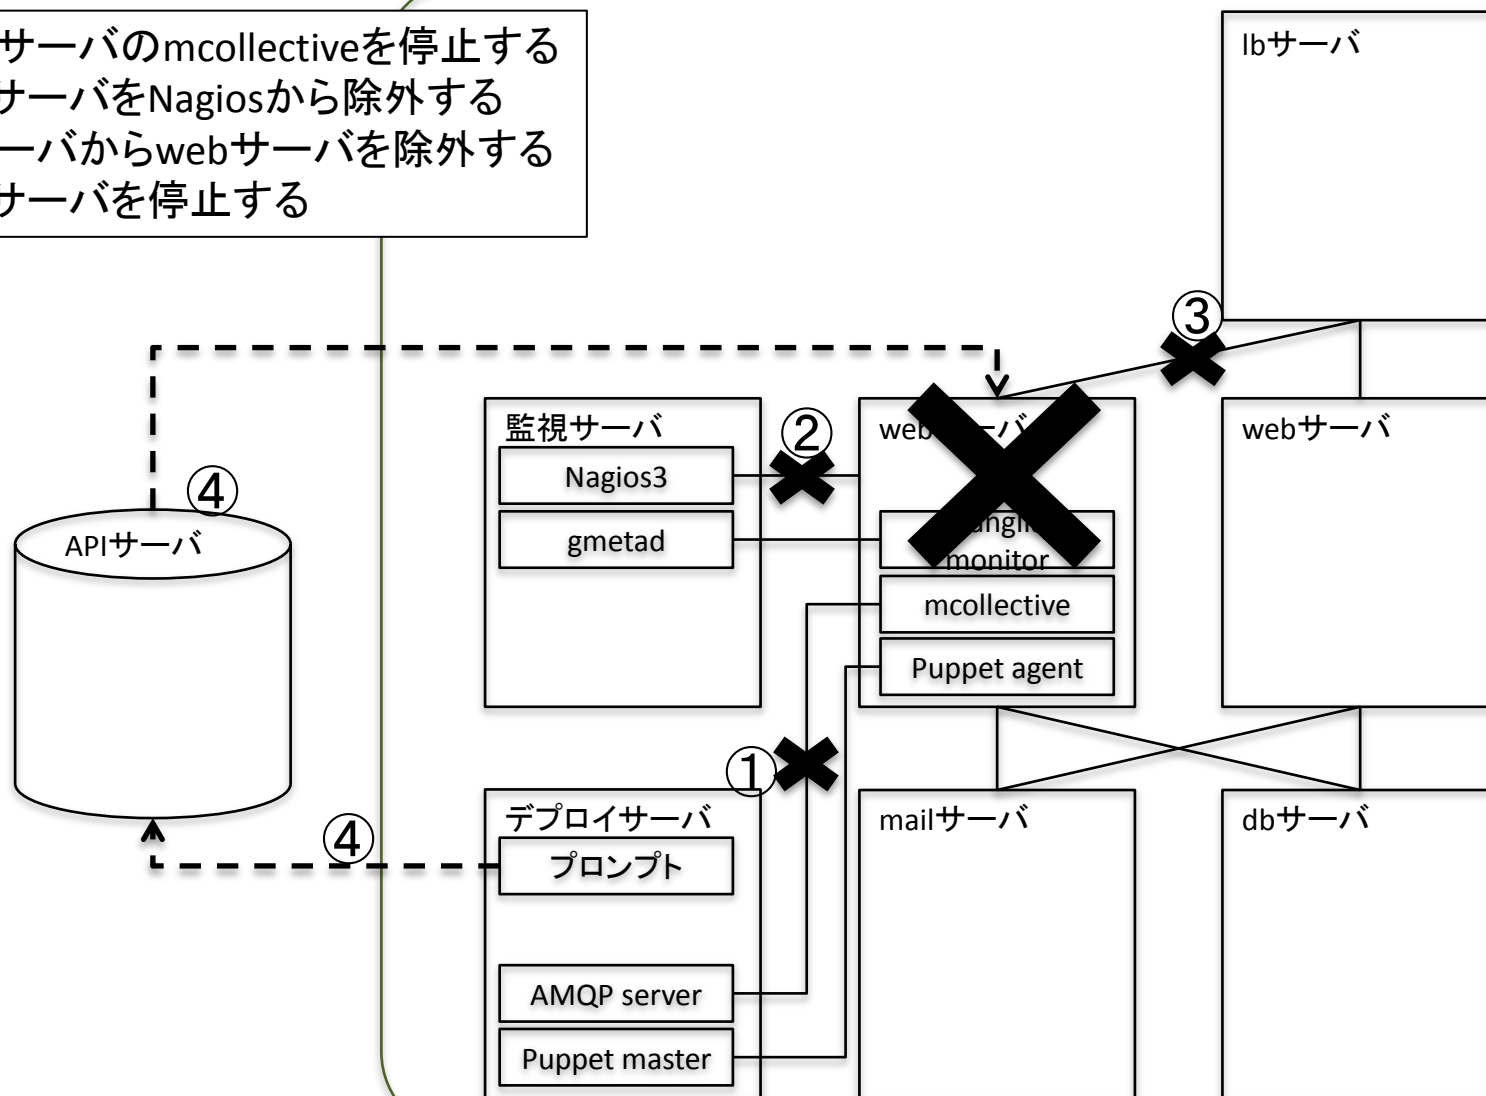 サーバのmcollectiveを停止する
サーバをNagiosから除外する
ーバからwebサーバを除外する
サーバを停止する
lbサーバ
③
監視サーバ
②
web ーバ
webサーバ
Nagios3
④
APIサーバ
gmetad
monitor
mcollective
Puppet agent
①
デプロイサーバ
mailサーバ
dbサーバ
④
プロンプト
AMQP server
Puppet master